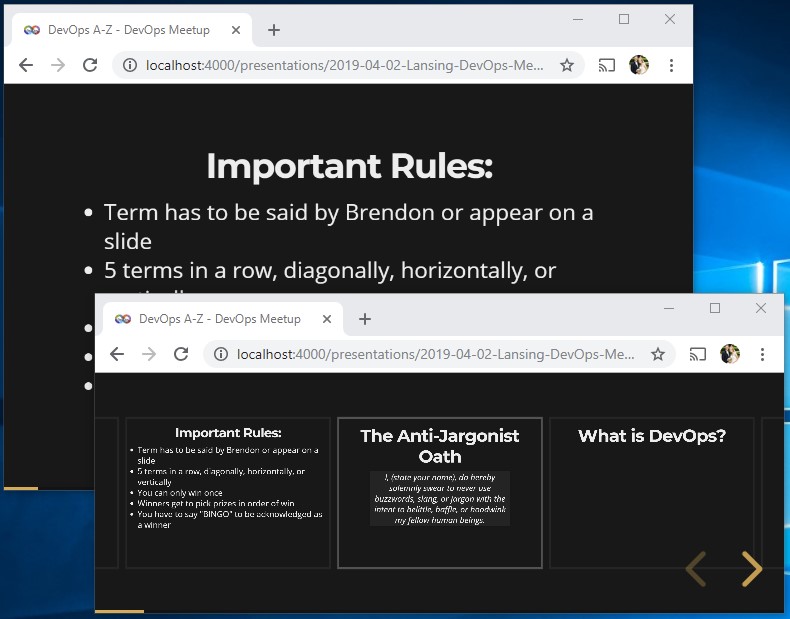 DevOps A-Z - DevOps Meetup
localhost:4000/presentations/2019-04-02-Lansing-DevOps-Me...
Important Rules:
• Term has to be said by Brendon or appear on a
slide
• 5 terms in a row, diagonally, horizontally, or
DevOps A-Z - DevOps Meetup
localhost:4000/presentations/2019-04-02-Lansing-DevOps-Me...
Important Rules:
• Term has to be said by Brendon or appear on a
slide
• 5 terms in a row, diagonally, horizontally, or
vertically
• You can only win once
• Winners get to pick prizes in order of win
• You have to say "BINGO" to be acknowledged as
a winner
The Anti-Jargonist
Oath
I, (state your name), do hereby
solemnly swear to never use
buzzwords, slang, or jargon with the
intent to belittle, baffle, or hoodwink
my fellow human beings.
What is DevOps?